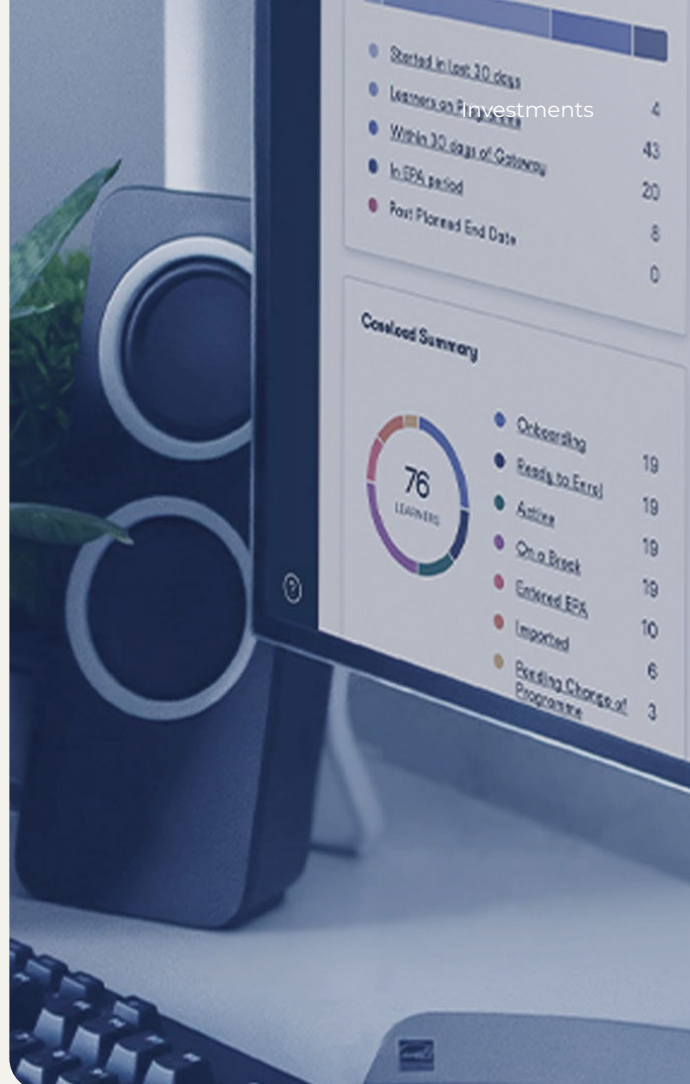 Started in Last 30 days
4
Investments
Learners on Programme
43
Within 30 days of Gateway
20
In EPA period
8
Past Planned End Date
0
Caseload Summary
76
LEARNERS
Onboarding
19
Ready to Enrol
19
Active
19
On a Break
19
Entered EPA
10
Imported
6
Pending Change of
Programme
3